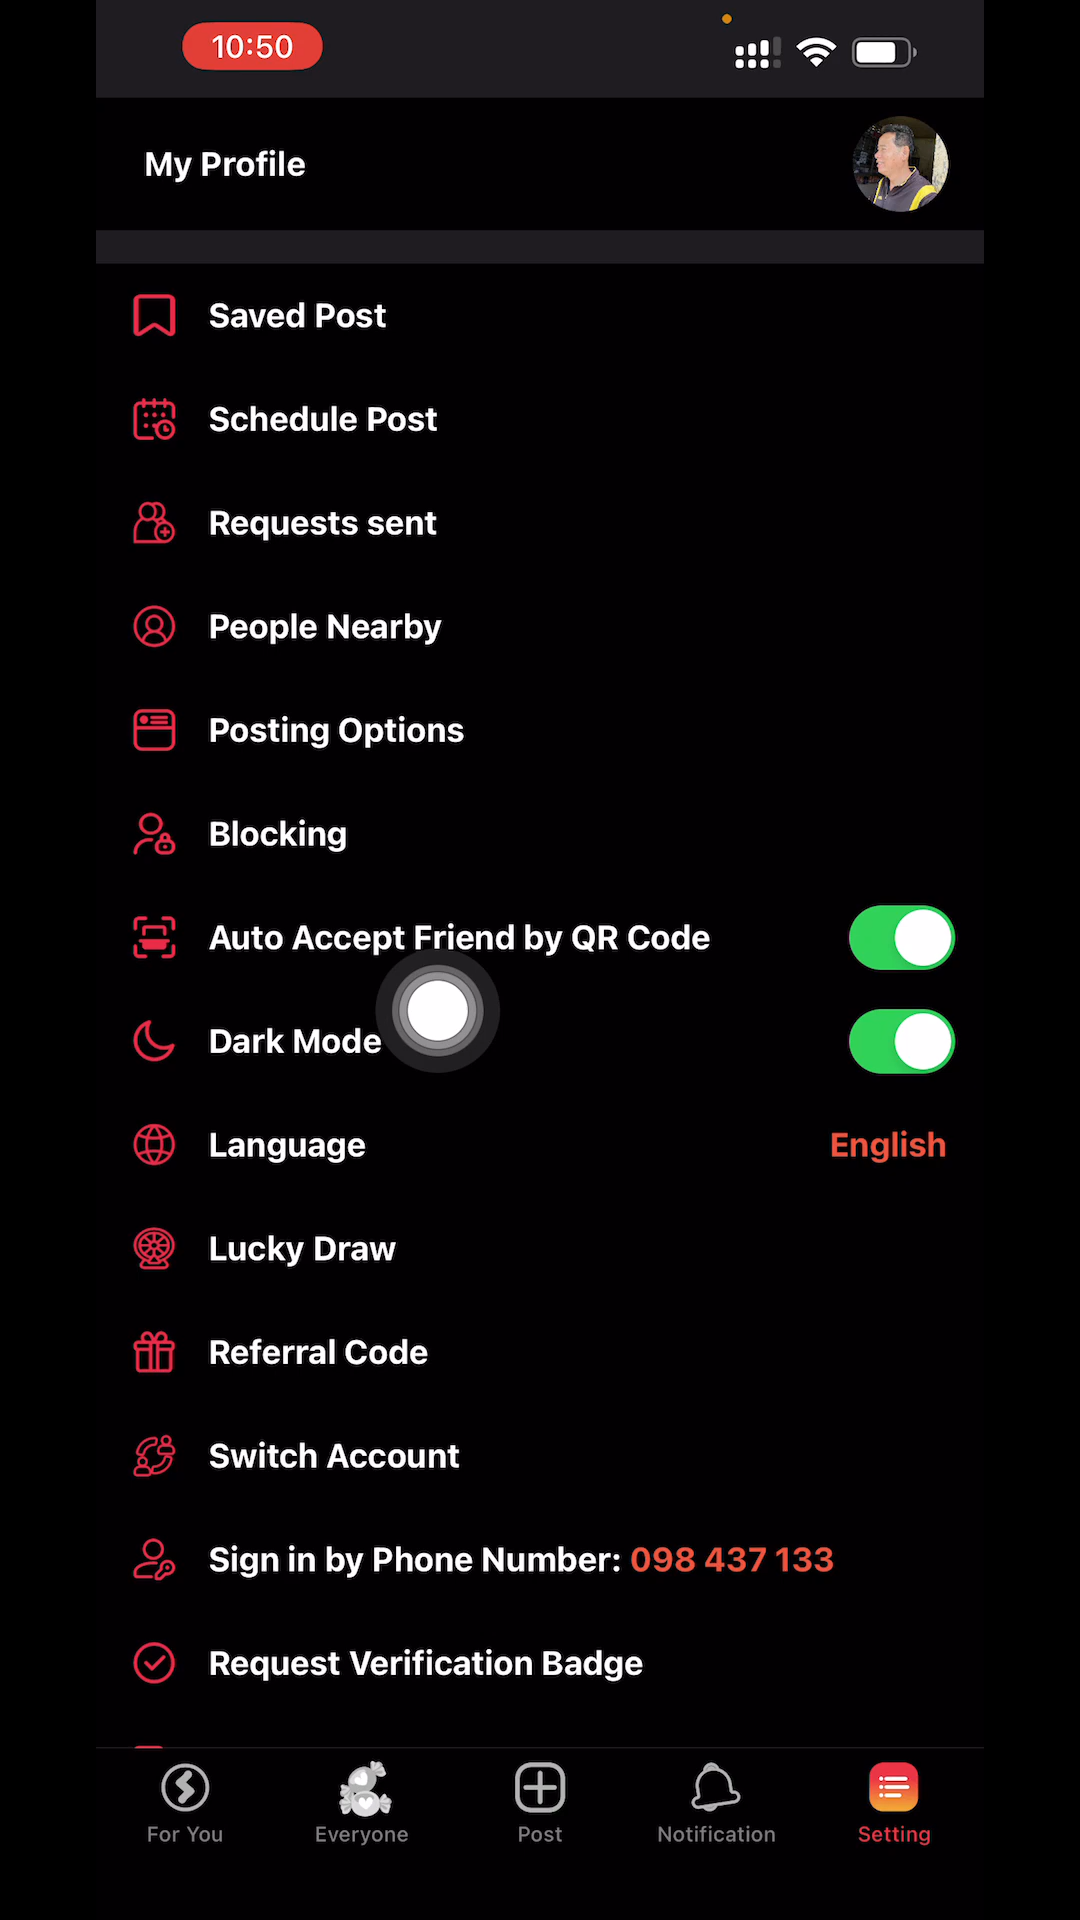 10:50
My Profile
Saved Post
Schedule Post
Requests sent
People Nearby
Posting Options
Blocking
Auto Accept Friend by QR Code
Dark Mode
Language English
Lucky Draw
Referral Code
Switch Account
Sign in by Phone Number: 098 437 133
Request Verification Badge
For You Everyone Post Notification Setting